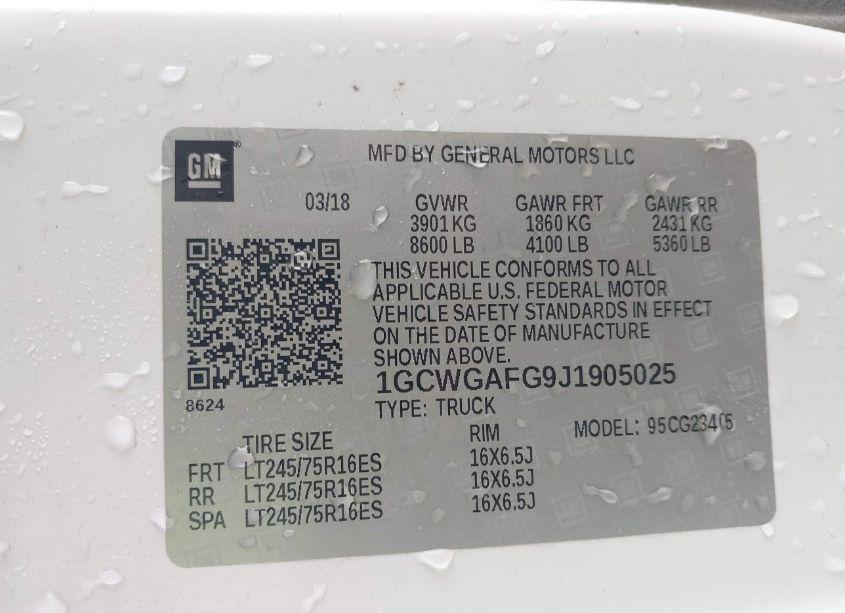 GM®
MFD BY GENERAL MOTORS LLC
03/18 GVWR GAWR FRT GAWR RR
3901 KG 1860 KG 2431 KG
8600 LB 4100 LB 5360 LB
THIS VEHICLE CONFORMS TO ALL
APPLICABLE U.S. FEDERAL MOTOR
VEHICLE SAFETY STANDARDS IN EFFECT
ON THE DATE OF MANUFACTURE
SHOWN ABOVE.
1GCWGAFG9J1905025
8624
TYPE: TRUCK
MODEL: 95CG23405
TIRE SIZE RIM
FRT LT245/75R16ES 16X6.5J
RR LT245/75R16ES 16X6.5J
SPA LT245/75R16ES 16X6.5J